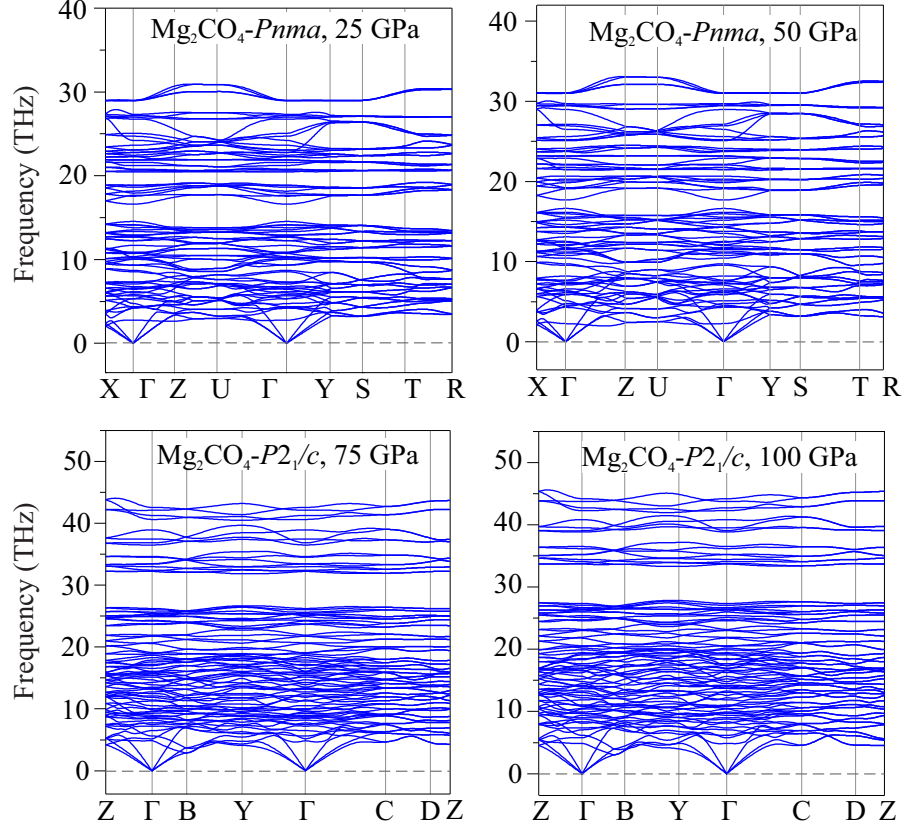 Mg₂CO₄-Pnma, 25 GPa
Frequency (THz)
40
30
20
10
0
X Γ Z U Γ Y S T R
Mg₂CO₄-Pnma, 50 GPa
40
30
20
10
0
X Γ Z U Γ Y S T R
Mg₂CO₄-P2₁/c, 75 GPa
Frequency (THz)
50
40
30
20
10
0
Z Γ B Y Γ C D Z
Mg₂CO₄-P2₁/c, 100 GPa
50
40
30
20
10
0
Z Γ B Y Γ C D Z